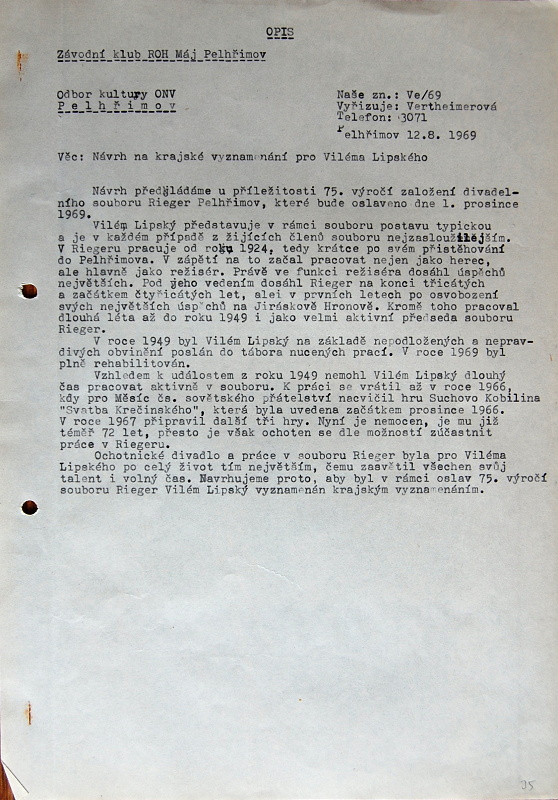 OPIS
Závodní klub ROH Máj Pelhřimov
Odbor kultury ONV
Pelhřimov
Naše zn.: Ve/69
Vyřizuje: Vertheimerová
Telefon: 3071
Pelhřimov 12.8. 1969
Věc: Návrh na krajské vyznamenání pro Viléma Lipského
Návrh předkládáme u příležitosti 75. výročí založení divadel-
ního souboru Rieger Pelhřimov, které bude oslaveno dne 1. prosince
1969.
Vilém Lipský představuje v rámci souboru postavu typickou
a je v každém případě z žijících členů souboru nejzasloužilejším.
V Riegeru pracuje od roku 1924, tedy krátce po svém přistěhování
do Pelhřimova. V zápětí na to začal pracovat nejen jako herec,
ale hlavně jako režisér. Právě ve funkci režiséra dosáhl úspěchů
největších. Pod jeho vedením dosáhl Rieger na konci třicátých
a začátkem čtyřicátých let, alei v prvních letech po osvobození
svých největších úspěchů na Jiráskově Hronově. Kromě toho pracoval
dlouhá léta až do roku 1949 i jako velmi aktivní předseda souboru
Rieger.
V roce 1949 byl Vilém Lipský na základě nepodložených a neprav-
divých obvinění poslán do tábora nucených prací. V roce 1969 byl
plně rehabilitován.
Vzhledem k událostem z roku 1949 nemohl Vilém Lipský dlouhý
čas pracovat aktivně v souboru. K práci se vrátil až v roce 1966,
kdy pro Měsíc čs. sovětského přátelství nacvičil hru Suchovo Kobilina
"Svatba Krečinského", která byla uvedena začátkem prosince 1966.
V roce 1967 připravil další tři hry. Nyní je nemocen, je mu již
téměř 72 let, přesto je však ochoten se dle možností zúčastnit
práce v Riegeru.
Ochotnické divadlo a práce v souboru Rieger byla pro Viléma
Lipského po celý život tím největším, čemu zasvětil všechen svůj
talent i volný čas. Navrhujeme proto, aby byl v rámci oslav 75. výročí
souboru Rieger Vilém Lipský vyznamenán krajským vyznamenáním.
35